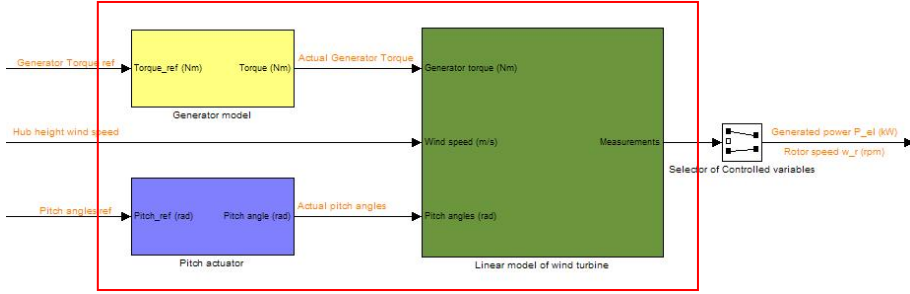 Generator Torque ref
Torque_ref (Nm)
Torque (Nm)
Generator model
Actual Generator Torque
Generator torque (Nm)
Hub height wind speed
Wind speed (m/s)
Measurements
Generated power P_el (kW)
Rotor speed w_r (rpm)
Selector of Controlled variables
Pitch angles ref
Pitch_ref (rad)
Pitch angle (rad)
Pitch actuator
Actual pitch angles
Pitch angles (rad)
Linear model of wind turbine